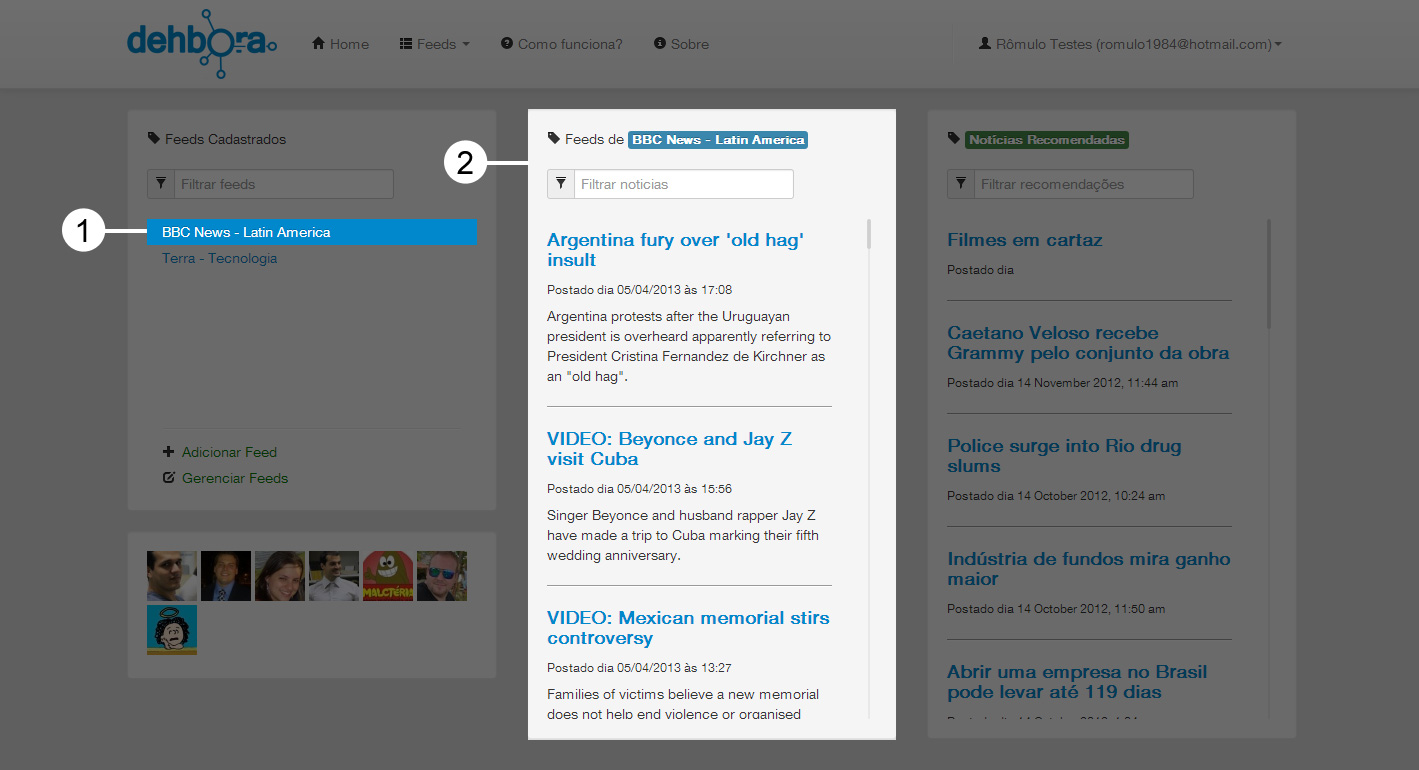 dehbora
Home
Feeds
Como funciona?
Sobre
Rômulo Testes (romulo1984@hotmail.com)
Feeds Cadastrados
Filtrar feeds
1
BBC News - Latin America
Terra - Tecnologia
Adicionar Feed
Gerenciar Feeds
MALCTÉRIA
2
Feeds de BBC News - Latin America
Filtrar noticias
Argentina fury over 'old hag'
insult
Postado dia 05/04/2013 às 17:08
Argentina protests after the Uruguayan
president is overheard apparently referring to
President Cristina Fernandez de Kirchner as
an "old hag".
VIDEO: Beyonce and Jay Z
visit Cuba
Postado dia 05/04/2013 às 15:56
Singer Beyonce and husband rapper Jay Z
have made a trip to Cuba marking their fifth
wedding anniversary.
VIDEO: Mexican memorial stirs
controversy
Postado dia 05/04/2013 às 13:27
Families of victims believe a new memorial
does not help end violence or organised
Notícias Recomendadas
Filtrar recomendações
Filmes em cartaz
Postado dia
Caetano Veloso recebe
Grammy pelo conjunto da obra
Postado dia 14 November 2012, 11:44 am
Police surge into Rio drug
slums
Postado dia 14 October 2012, 10:24 am
Indústria de fundos mira ganho
maior
Postado dia 14 October 2012, 11:50 am
Abrir uma empresa no Brasil
pode levar até 119 dias